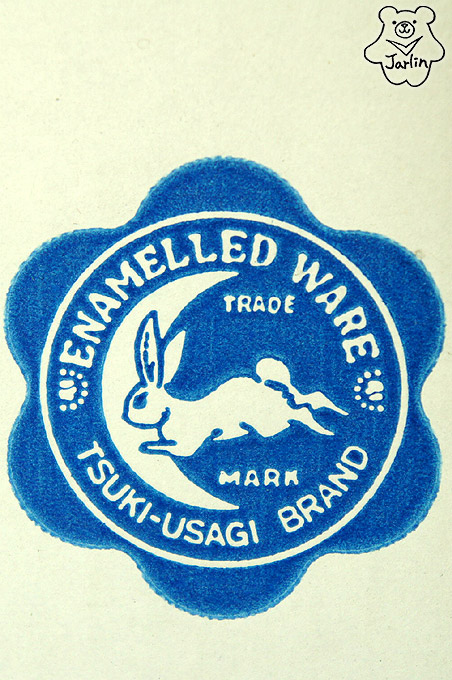 Jarlin
ENAMELLED WARE
TRADE
MARK
TSUKI-USAGI BRAND